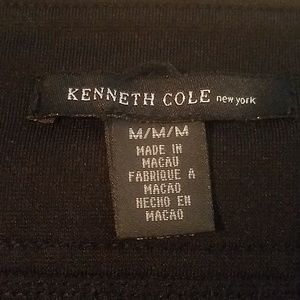 KENNETH COLE new york
M/M/M
MADE IN
MACAU
FABRIQUE A
MACAO
HECHO EN
MACAO